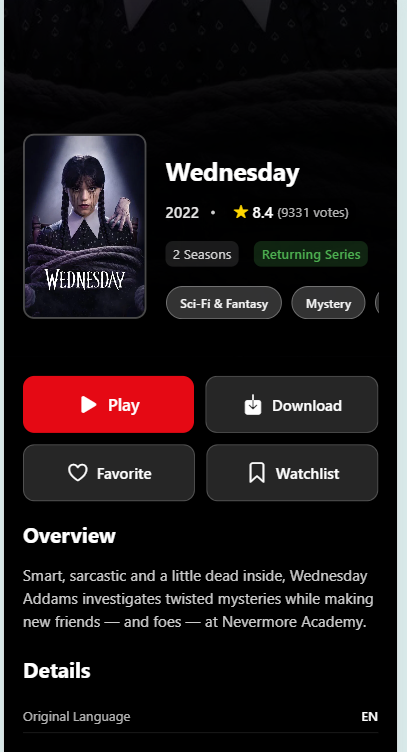 WEDNESDAY
Wednesday
2022 • ★ 8.4 (9331 votes)
2 Seasons Returning Series
Sci-Fi & Fantasy Mystery
Play Download
Favorite Watchlist
Overview
Smart, sarcastic and a little dead inside, Wednesday
Addams investigates twisted mysteries while making
new friends — and foes — at Nevermore Academy.
Details
Original Language EN